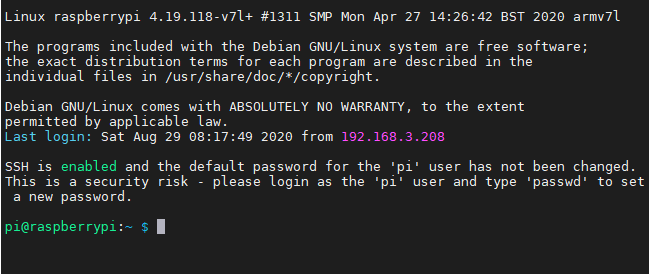 Linux raspberrypi 4.19.118-v7l+ #1311 SMP Mon Apr 27 14:26:42 BST 2020 armv7l
The programs included with the Debian GNU/Linux system are free software;
the exact distribution terms for each program are described in the
individual files in /usr/share/doc/*/copyright.
Debian GNU/Linux comes with ABSOLUTELY NO WARRANTY, to the extent
permitted by applicable law.
Last login: Sat Aug 29 08:17:49 2020 from 192.168.3.208
SSH is enabled and the default password for the 'pi' user has not been changed.
This is a security risk - please login as the 'pi' user and type 'passwd' to set
a new password.
pi@raspberrypi:~ $